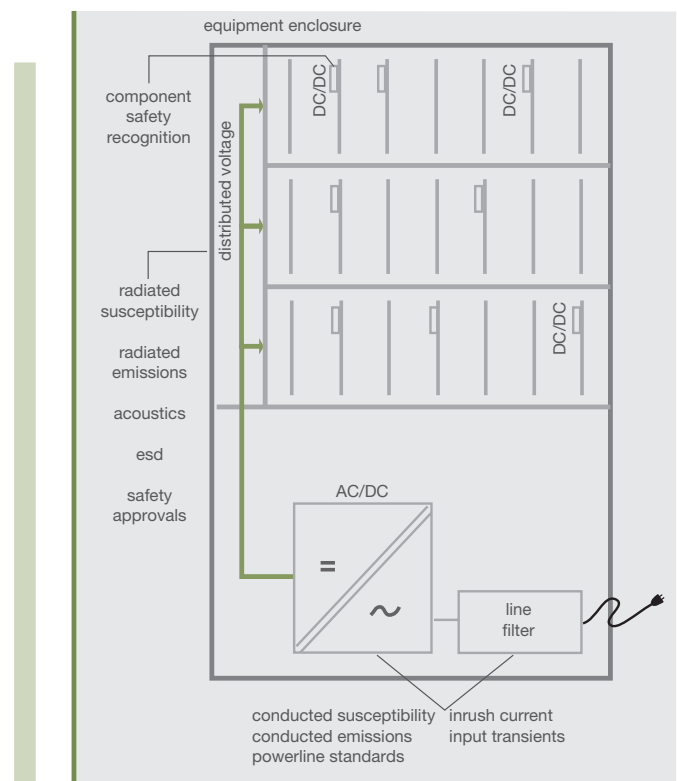 equipment enclosure
component
safety
recognition
DC/DC
DC/DC
distributed voltage
radiated
susceptibility
radiated
emissions
acoustics
esd
safety
approvals
DC/DC
AC/DC
=
~
line
filter
conducted susceptibility
conducted emissions
powerline standards
inrush current
input transients